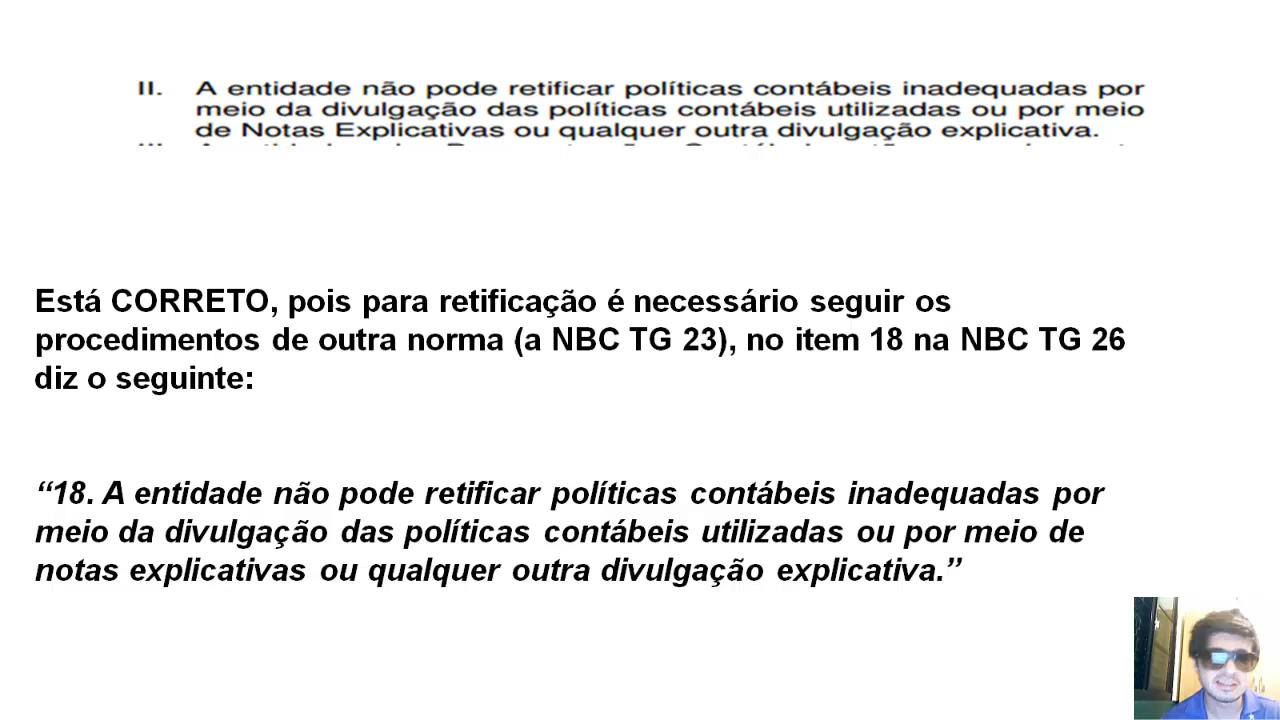 II. A entidade não pode retificar políticas contábeis inadequadas por
meio da divulgação das políticas contábeis utilizadas ou por meio
de Notas Explicativas ou qualquer outra divulgação explicativa.
Está CORRETO, pois para retificação é necessário seguir os
procedimentos de outra norma (a NBC TG 23), no item 18 na NBC TG 26
diz o seguinte:
“18. A entidade não pode retificar políticas contábeis inadequadas por
meio da divulgação das políticas contábeis utilizadas ou por meio de
notas explicativas ou qualquer outra divulgação explicativa.”